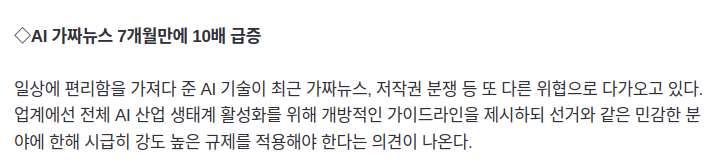 ◇AI 가짜뉴스 7개월만에 10배 급증
일상에 편리함을 가져다 준 AI 기술이 최근 가짜뉴스, 저작권 분쟁 등 또 다른 위협으로 다가오고 있다.
업계에선 전체 AI 산업 생태계 활성화를 위해 개방적인 가이드라인을 제시하되 선거와 같은 민감한 분
야에 한해 시급히 강도 높은 규제를 적용해야 한다는 의견이 나온다.